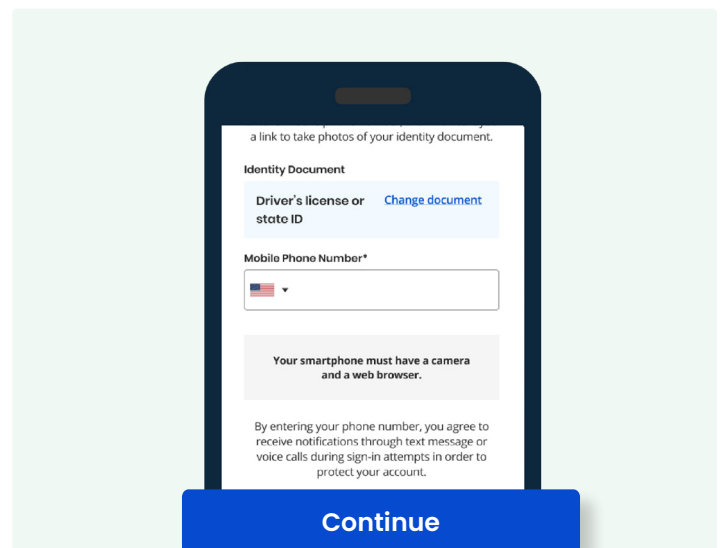 a link to take photos of your identity document.
Identity Document
Driver's license or
state ID
Change document
Mobile Phone Number*
Your smartphone must have a camera
and a web browser.
By entering your phone number, you agree to
receive notifications through text message or
voice calls during sign-in attempts in order to
protect your account.
Continue